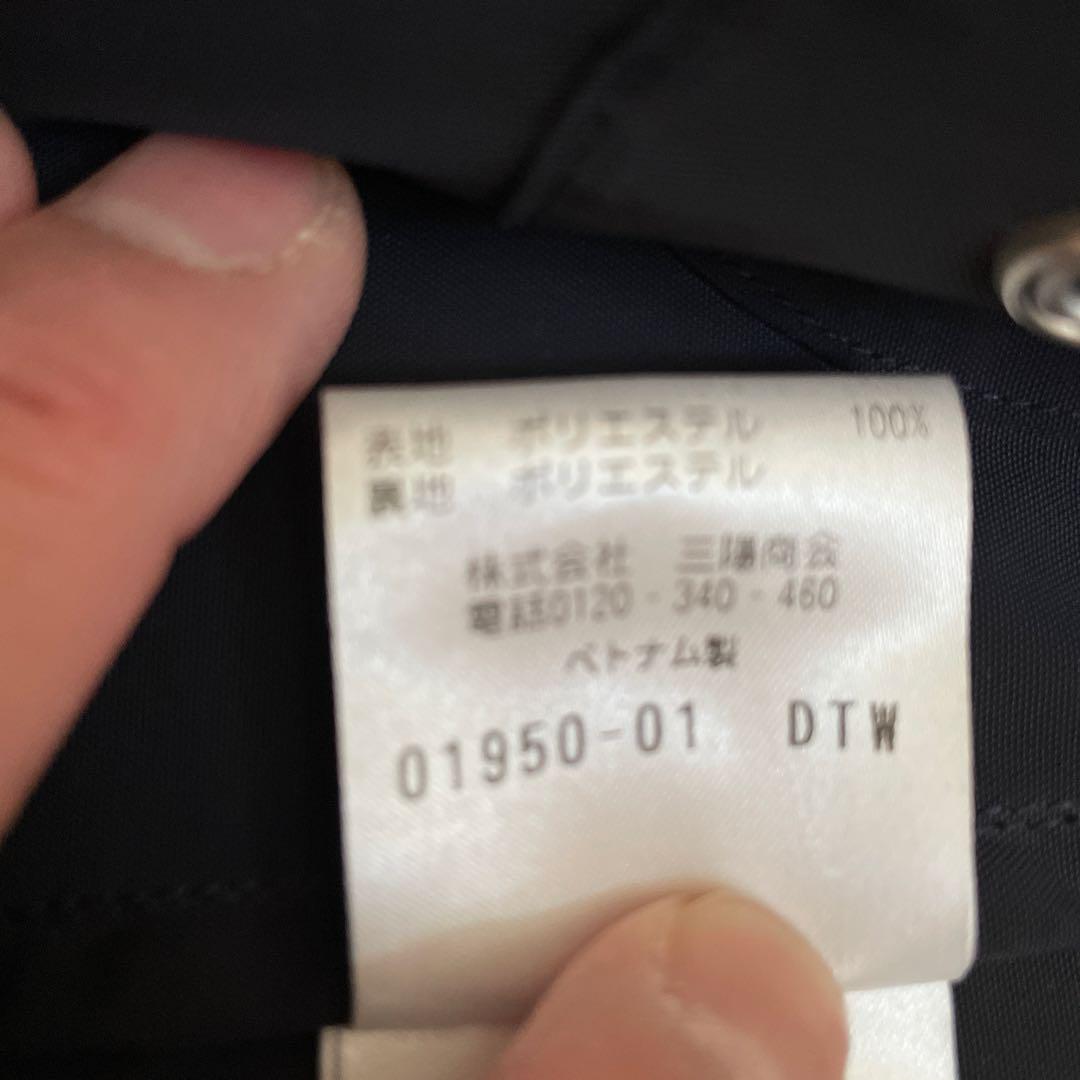 表地 ポリエステル 100%
裏地 ポリエステル
株式会社 三陽商会
電話0120-340-460
ベトナム製
01950-01 DTW